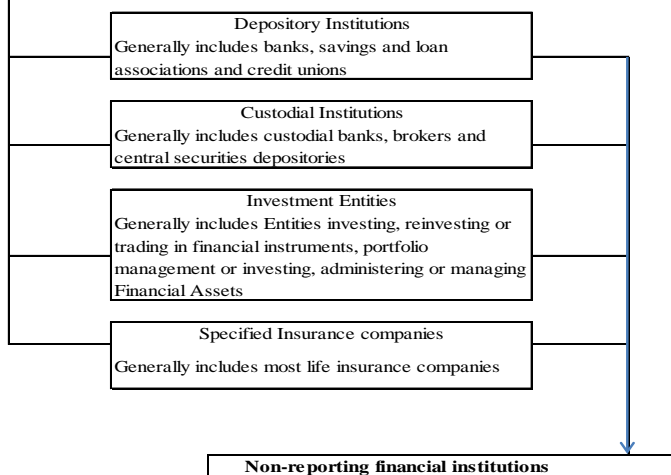 Depository Institutions
Generally includes banks, savings and loan
associations and credit unions
Custodial Institutions
Generally includes custodial banks, brokers and
central securities depositories
Investment Entities
Generally includes Entities investing, reinvesting or
trading in financial instruments, portfolio
management or investing, administering or managing
Financial Assets
Specified Insurance companies
Generally includes most life insurance companies
Non-reporting financial institutions